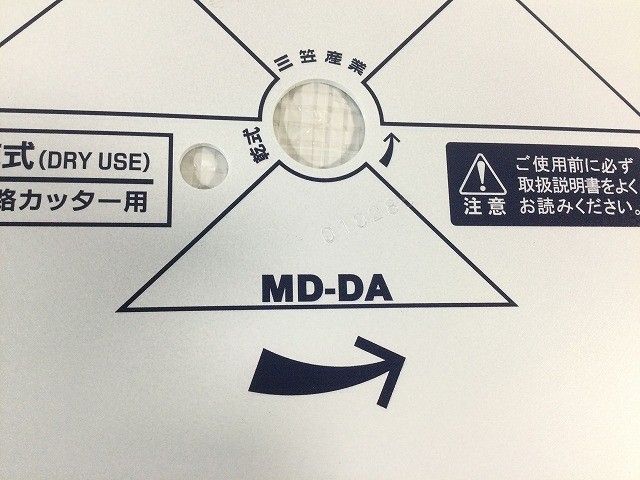 三笠産業
乾式
式(DRY USE)
路カッター用
注意
ご使用前に必ず
取扱説明書をよく
お読みください。
01328
MD-DA